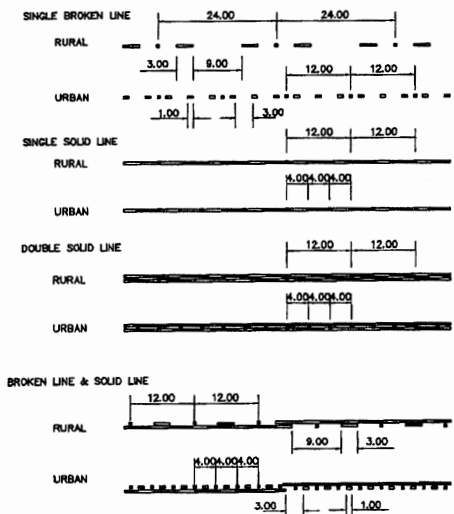 SINGLE BROKEN LINE
24.00 24.00
RURAL
3.00 9.00
12.00 12.00
URBAN
1.00 3.00
SINGLE SOLID LINE
12.00 12.00
RURAL
4.00 4.00 4.00
URBAN
DOUBLE SOLID LINE
12.00 12.00
RURAL
4.00 4.00 4.00
URBAN
BROKEN LINE & SOLID LINE
12.00 12.00
RURAL
9.00 3.00
4.00 4.00 4.00
URBAN
3.00 1.00